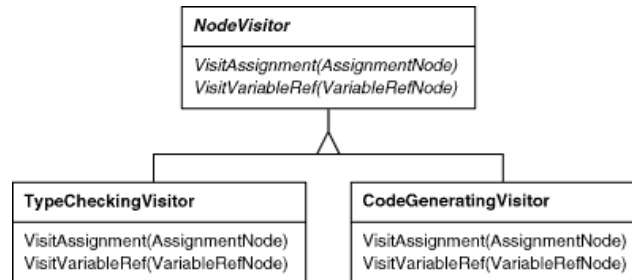 NodeVisitor
VisitAssignment(AssignmentNode)
VisitVariableRef(VariableRefNode)
TypeCheckingVisitor
VisitAssignment(AssignmentNode)
VisitVariableRef(VariableRefNode)
CodeGeneratingVisitor
VisitAssignment(AssignmentNode)
VisitVariableRef(VariableRefNode)